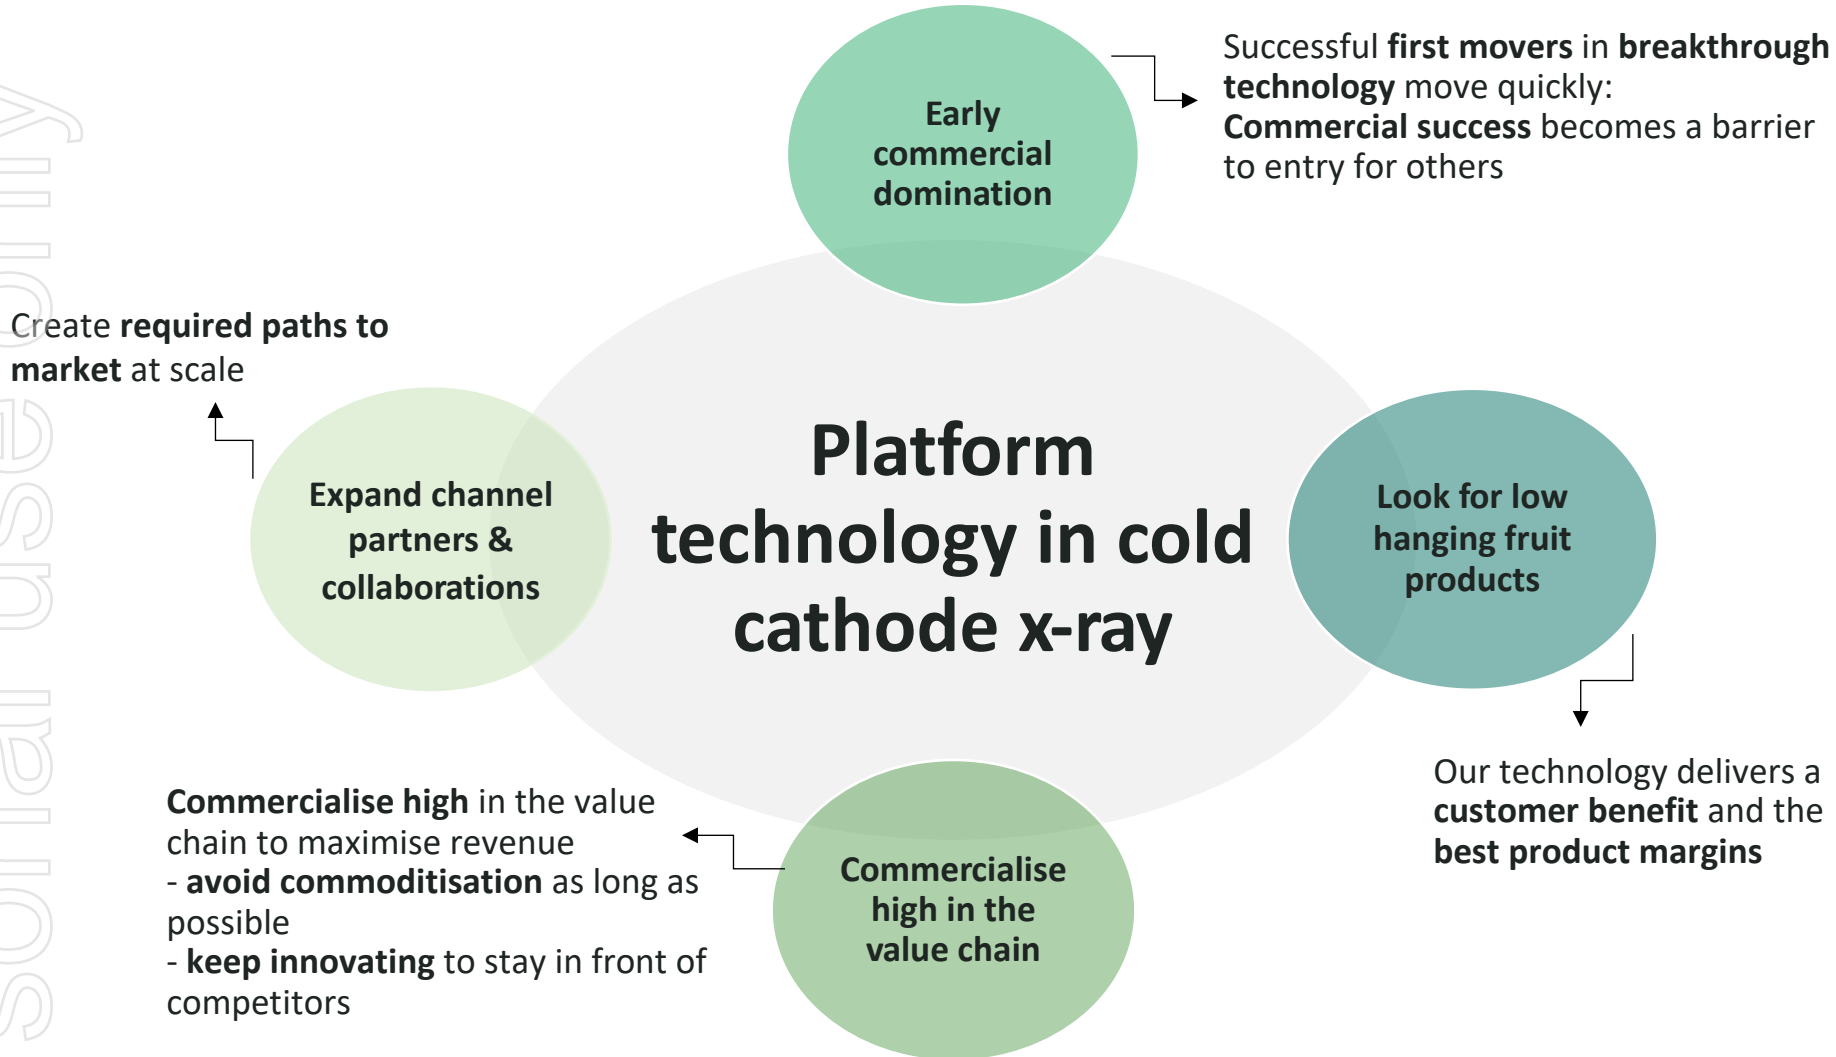 Early
commercial
domination
Successful first movers in breakthrough
technology move quickly:
Commercial success becomes a barrier
to entry for others
Create required paths to
market at scale
Expand channel
partners &
collaborations
Platform
technology in cold
cathode x-ray
Look for low
hanging fruit
products
Our technology delivers a
customer benefit and the
best product margins
Commercialise high in the value
chain to maximise revenue
- avoid commoditisation as long as
possible
- keep innovating to stay in front of
competitors
Commercialise
high in the
value chain
sonal use only